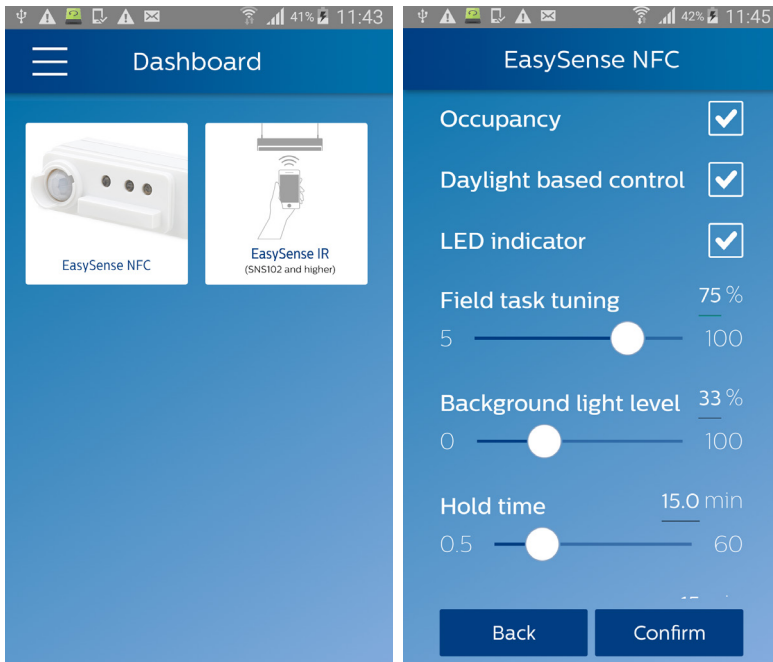 41% 11:43
Dashboard
EasySense NFC
EasySense IR
(SNS102 and higher)
42% 11:45
EasySense NFC
Occupancy
Daylight based control
LED indicator
Field task tuning 75 %
5 100
Background light level 33 %
0 100
Hold time 15.0 min
0.5 60
Back Confirm